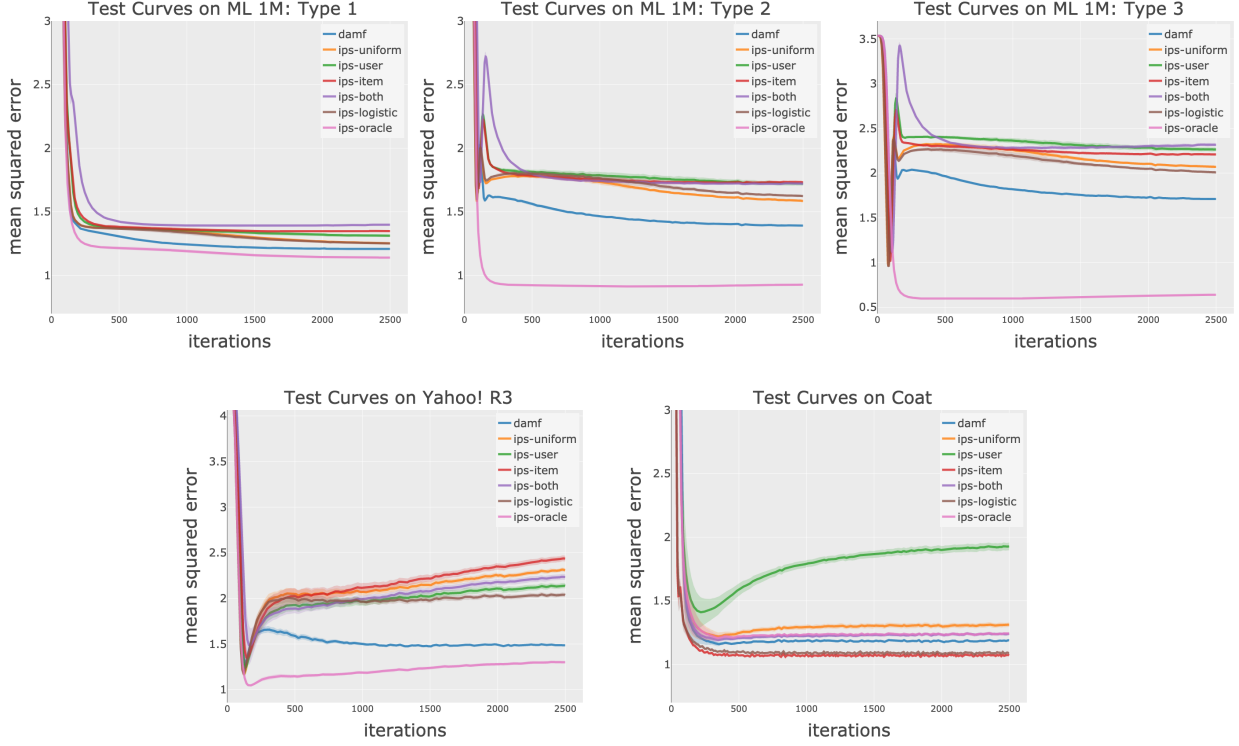 Test Curves on ML 1M: Type 1
mean squared error
3
2.5
2
1.5
1
0
500
1000
1500
2000
2500
iterations
damf
ips-uniform
ips-user
ips-item
ips-both
ips-logistic
ips-oracle
Test Curves on ML 1M: Type 2
mean squared error
3
2.5
2
1.5
1
0
500
1000
1500
2000
2500
iterations
damf
ips-uniform
ips-user
ips-item
ips-both
ips-logistic
ips-oracle
Test Curves on ML 1M: Type 3
mean squared error
3.5
3
2.5
2
1.5
1
0.5
0
500
1000
1500
2000
2500
iterations
damf
ips-uniform
ips-user
ips-item
ips-both
ips-logistic
ips-oracle
Test Curves on Yahoo! R3
mean squared error
4
3.5
3
2.5
2
1.5
1
0
500
1000
1500
2000
2500
iterations
damf
ips-uniform
ips-user
ips-item
ips-both
ips-logistic
ips-oracle
Test Curves on Coat
mean squared error
3
2.5
2
1.5
1
0
500
1000
1500
2000
2500
iterations
damf
ips-uniform
ips-user
ips-item
ips-both
ips-logistic
ips-oracle